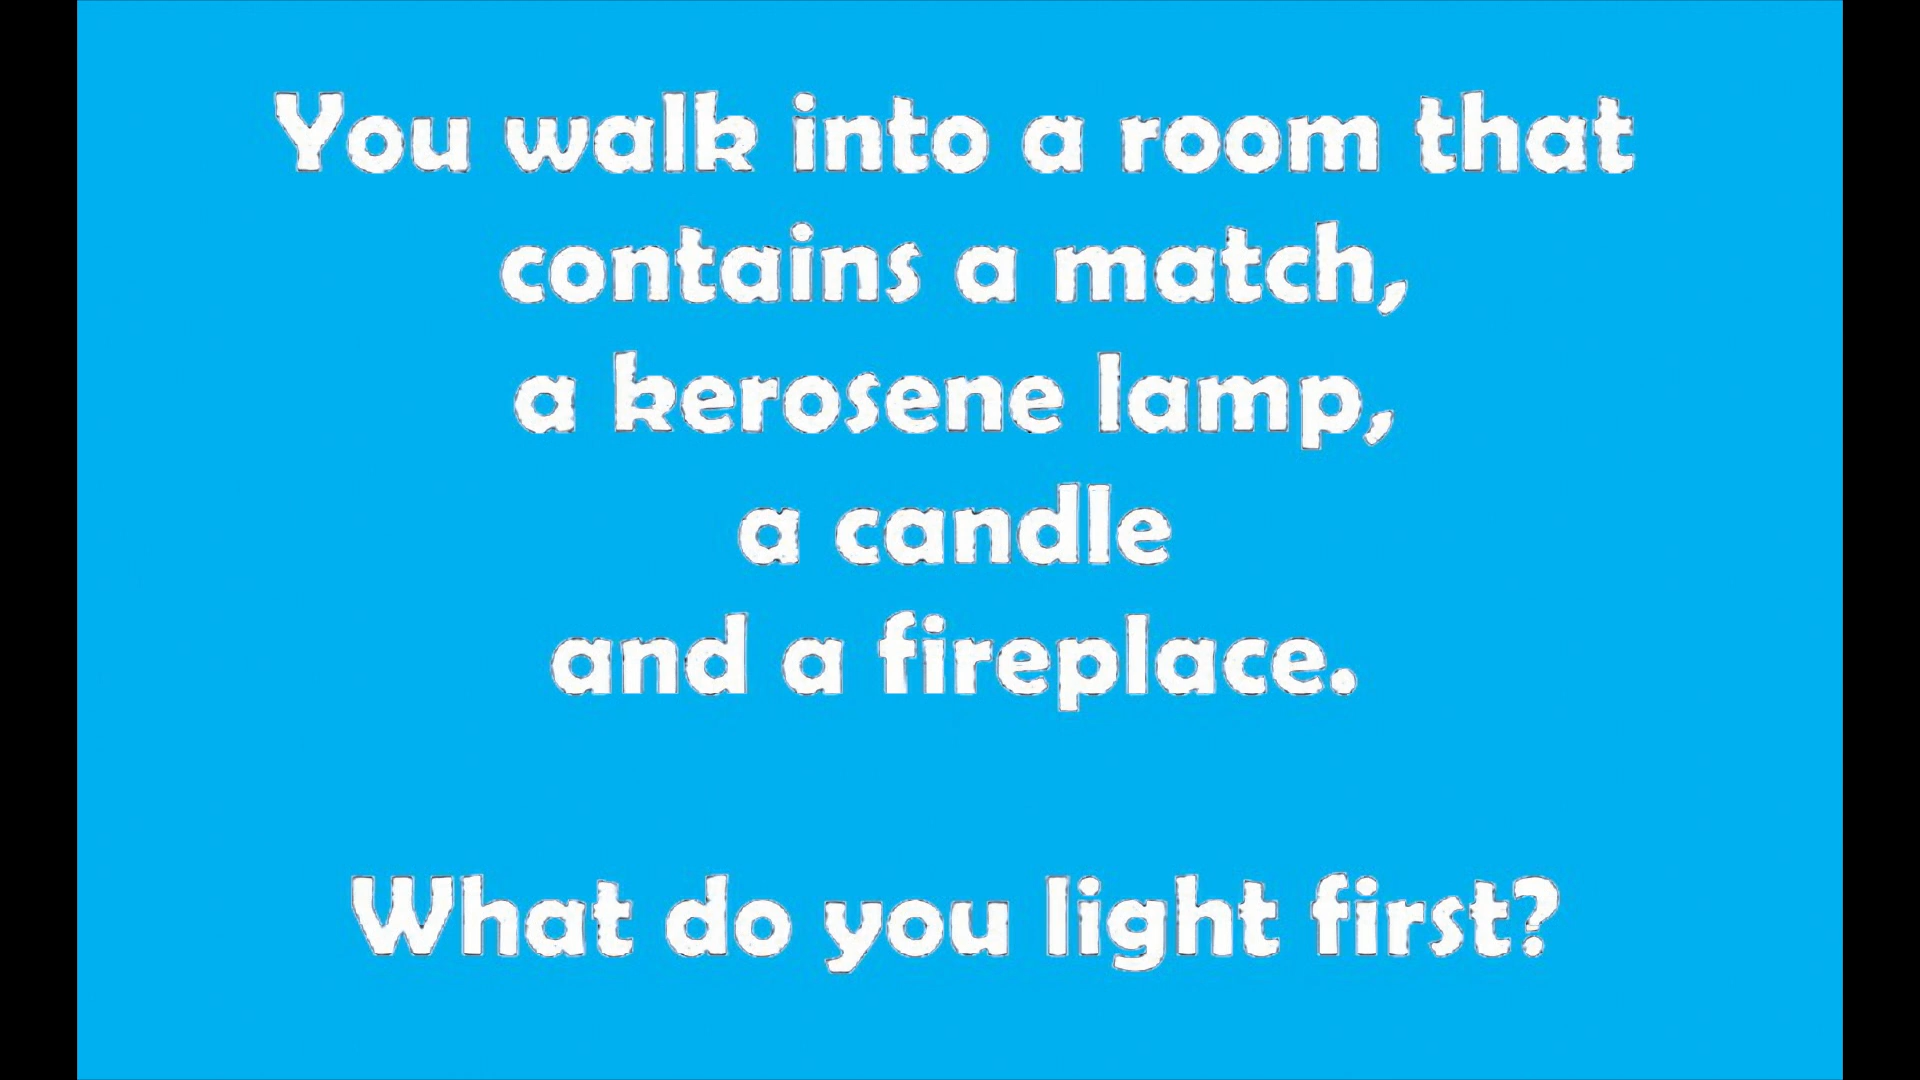 You walk into a room that
contains a match,
a kerosene lamp,
a candle
and a fireplace.
What do you light first?